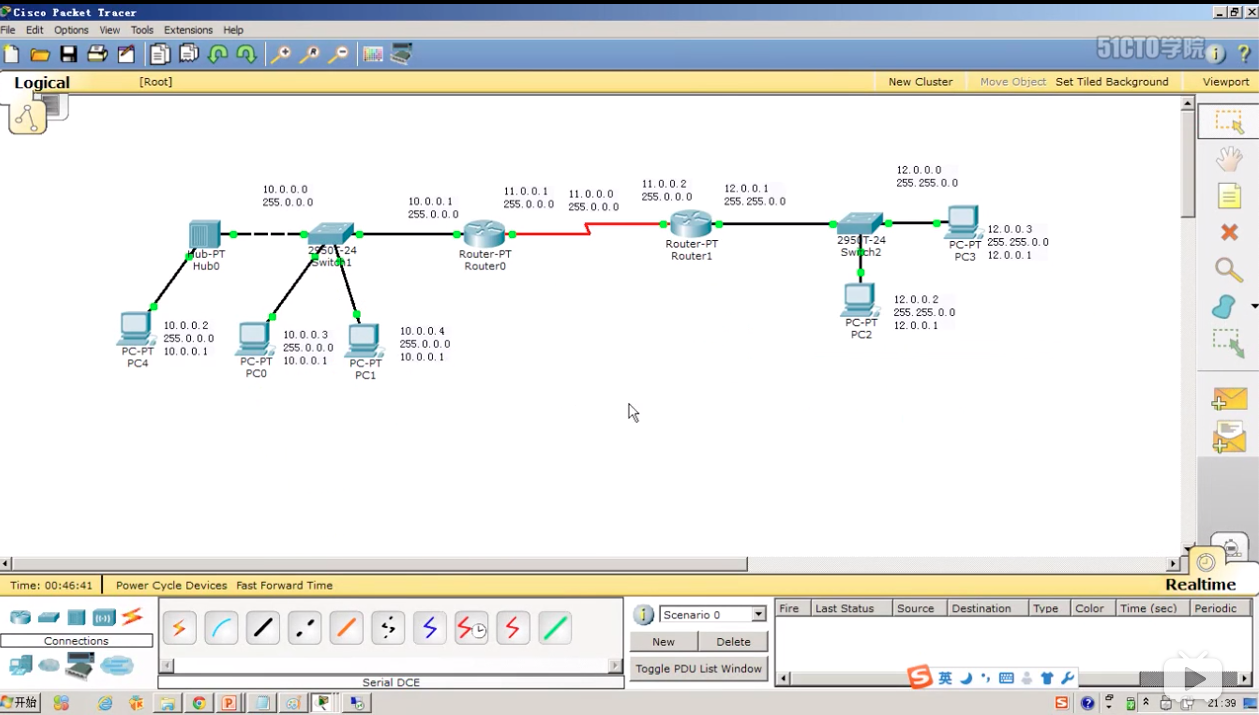 Cisco Packet Tracer
File Edit Options View Tools Extensions Help
51CTO学院
Logical [Root] New Cluster Move Object Set Tiled Background Viewport
10.0.0.0
255.0.0.0
10.0.0.1
255.0.0.0
11.0.0.1
255.0.0.0
11.0.0.0
255.0.0.0
11.0.0.2
255.0.0.0
12.0.0.1
255.255.0.0
12.0.0.0
255.255.0.0
Hub-PT
Hub0
2950T-24
Switch1
Router-PT
Router0
Router-PT
Router1
2950T-24
Switch2
PC-PT
PC3
12.0.0.3
255.255.0.0
12.0.0.1
PC-PT
PC4
10.0.0.2
255.0.0.0
10.0.0.1
PC-PT
PC0
10.0.0.3
255.0.0.0
10.0.0.1
PC-PT
PC1
10.0.0.4
255.0.0.0
10.0.0.1
PC-PT
PC2
12.0.0.2
255.255.0.0
12.0.0.1
Time: 00:46:41 Power Cycle Devices Fast Forward Time
Realtime
Connections
Serial DCE
Scenario 0
New Delete
Toggle PDU List Window
Fire Last Status Source Destination Type Color Time (sec) Periodic
英
开始
21:39